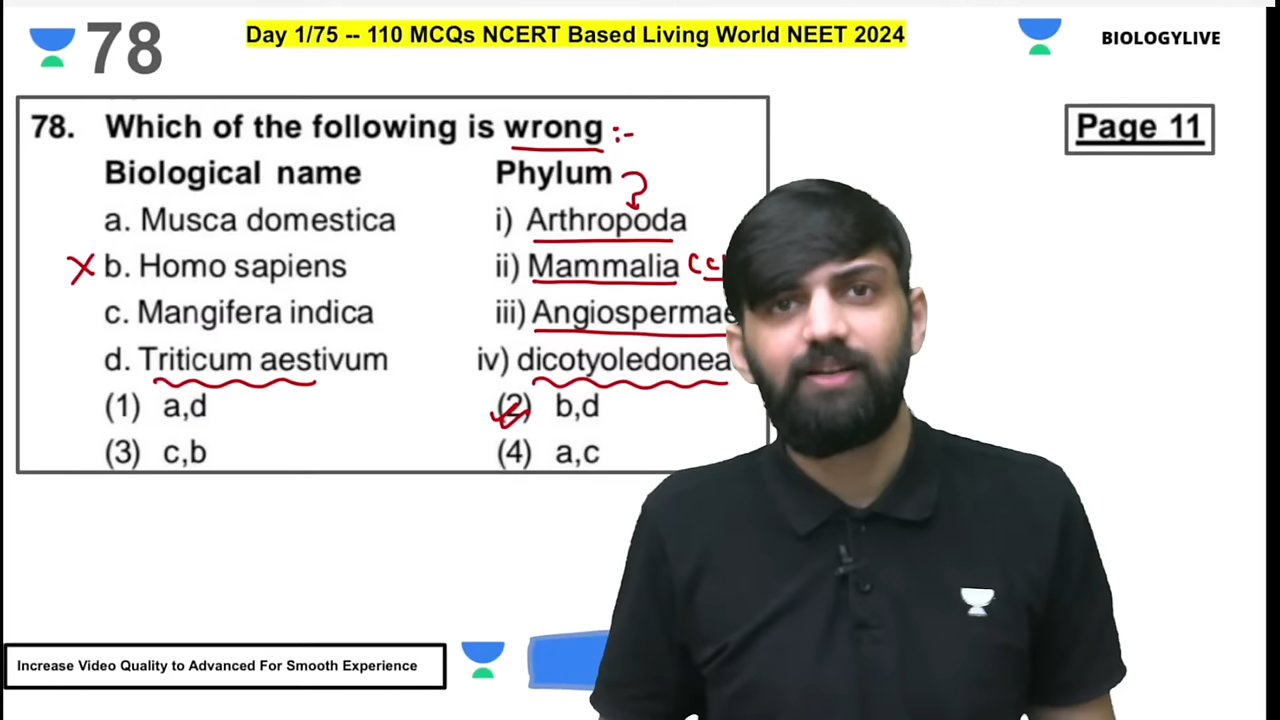 78
Day 1/75 -- 110 MCQs NCERT Based Living World NEET 2024
BIOLOGYLIVE
Page 11
78. Which of the following is wrong :-
Biological name Phylum
a. Musca domestica i) Arthropoda
b. Homo sapiens ii) Mammalia
c. Mangifera indica iii) Angiospermae
d. Triticum aestivum iv) dicotyoledonea
(1) a,d (2) b,d
(3) c,b (4) a,c
Increase Video Quality to Advanced For Smooth Experience